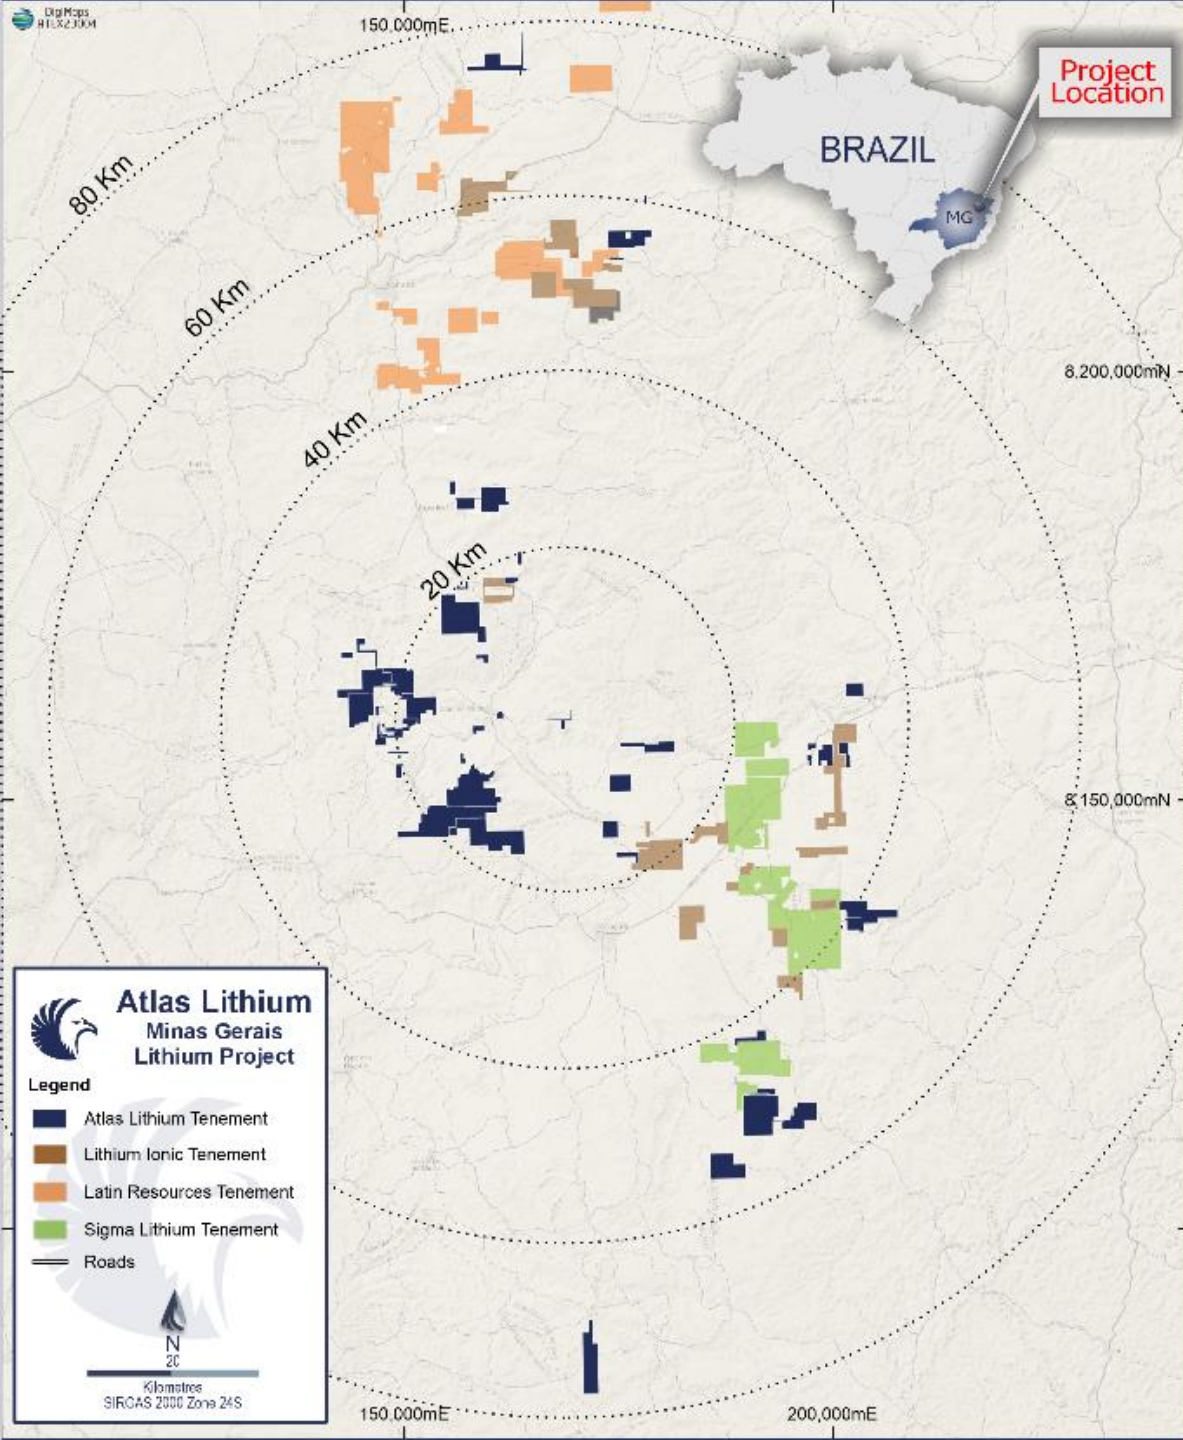 DigiMaps
ATLX23004
150,000mE
Project
Location
BRAZIL
MG
80 Km
60 Km
8,200,000mN
40 Km
20 Km
8,150,000mN
Atlas Lithium
Minas Gerais
Lithium Project
Legend
Atlas Lithium Tenement
Lithium Ionic Tenement
Latin Resources Tenement
Sigma Lithium Tenement
Roads
N
20
Kilometres
SIRGAS 2000 Zone 24S
150,000mE
200,000mE